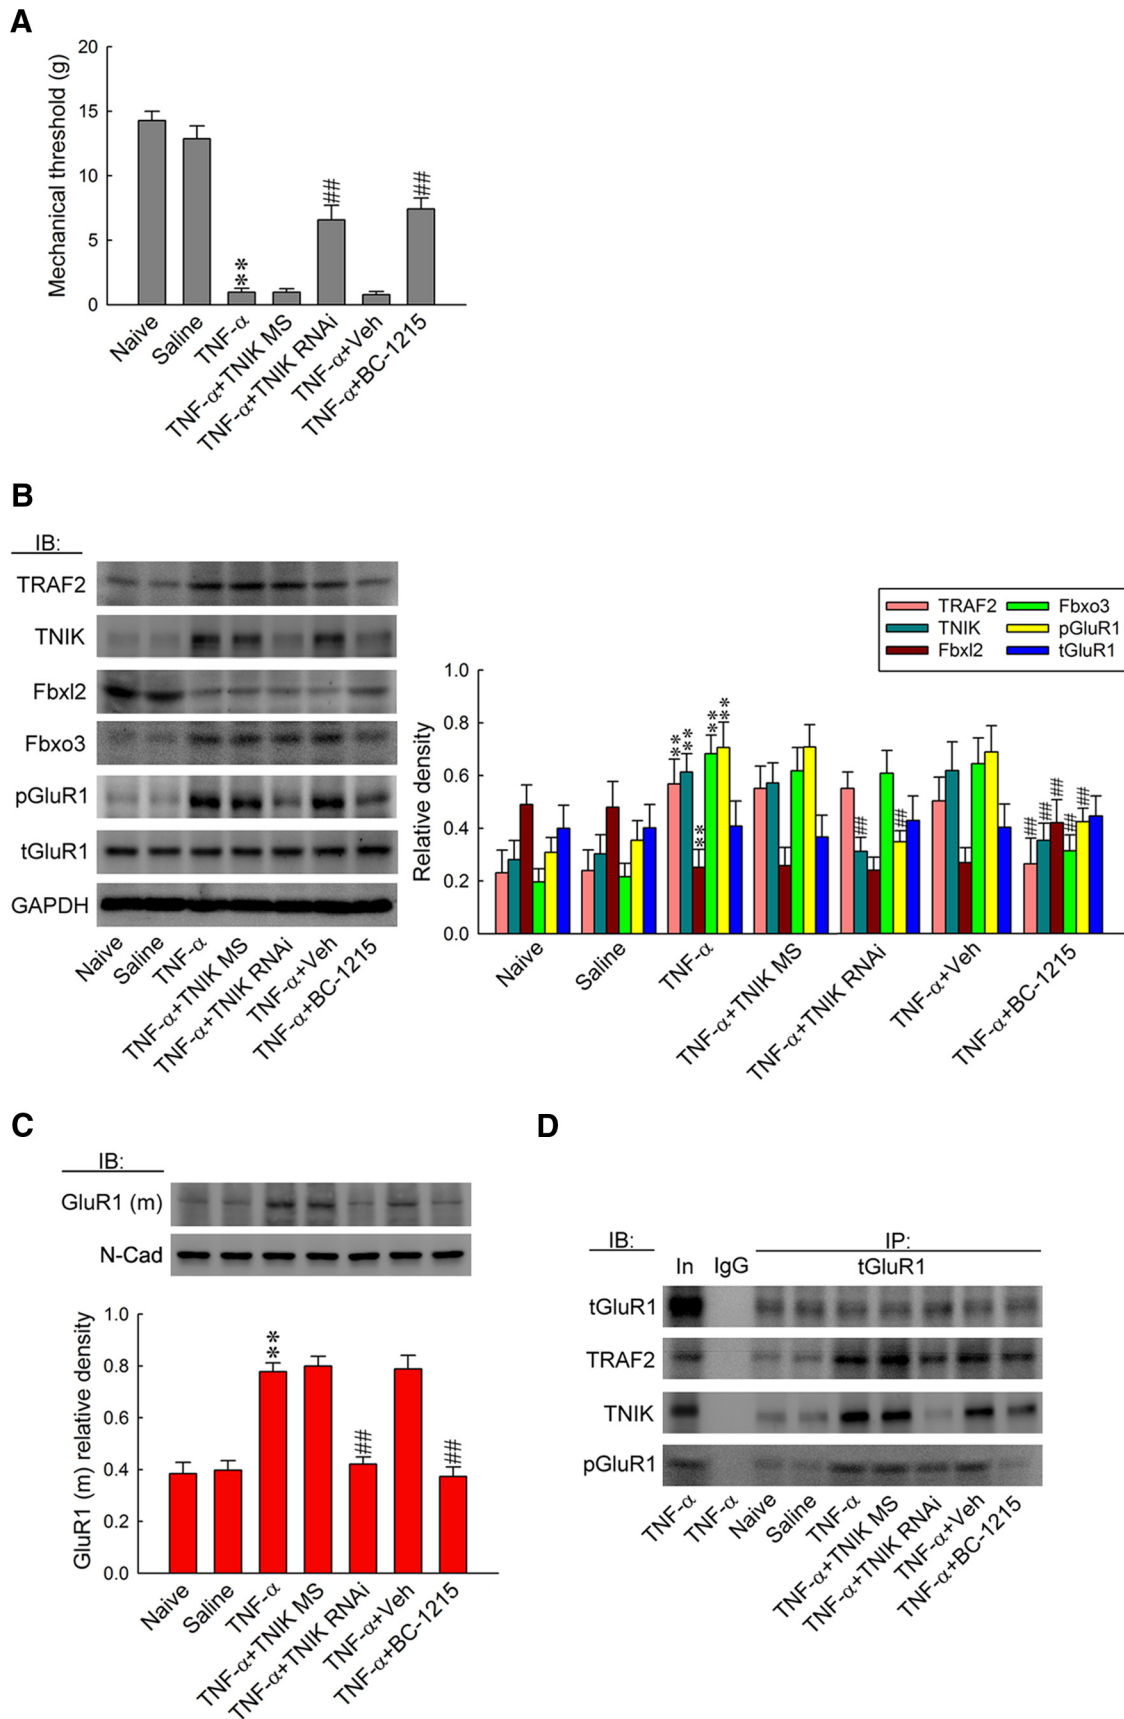 A
Mechanical threshold (g)
20
15
10
5
0
##
##
**
Naive
Saline
TNF-α
TNF-α+TNIK MS
TNF-α+TNIK RNAi
TNF-α+Veh
TNF-α+BC-1215
B
IB:
TRAF2
TNIK
Fbxl2
Fbxo3
pGluR1
tGluR1
GAPDH
Naive
Saline
TNF-α
TNF-α+TNIK MS
TNF-α+TNIK RNAi
TNF-α+Veh
TNF-α+BC-1215
TRAF2 Fbxo3
TNIK pGluR1
Fbxl2 tGluR1
Relative density
1.0
0.8
0.6
0.4
0.2
0.0
** ** ** ** **
## ##
## ## ## ## ##
Naive
Saline
TNF-α
TNF-α+TNIK MS
TNF-α+TNIK RNAi
TNF-α+Veh
TNF-α+BC-1215
C
IB:
GluR1 (m)
N-Cad
GluR1 (m) relative density
1.0
0.8
0.6
0.4
0.2
0.0
**
##
##
Naive
Saline
TNF-α
TNF-α+TNIK MS
TNF-α+TNIK RNAi
TNF-α+Veh
TNF-α+BC-1215
D
IB: IP:
In IgG tGluR1
tGluR1
TRAF2
TNIK
pGluR1
TNF-α
TNF-α
Naive
Saline
TNF-α
TNF-α+TNIK MS
TNF-α+TNIK RNAi
TNF-α+Veh
TNF-α+BC-1215